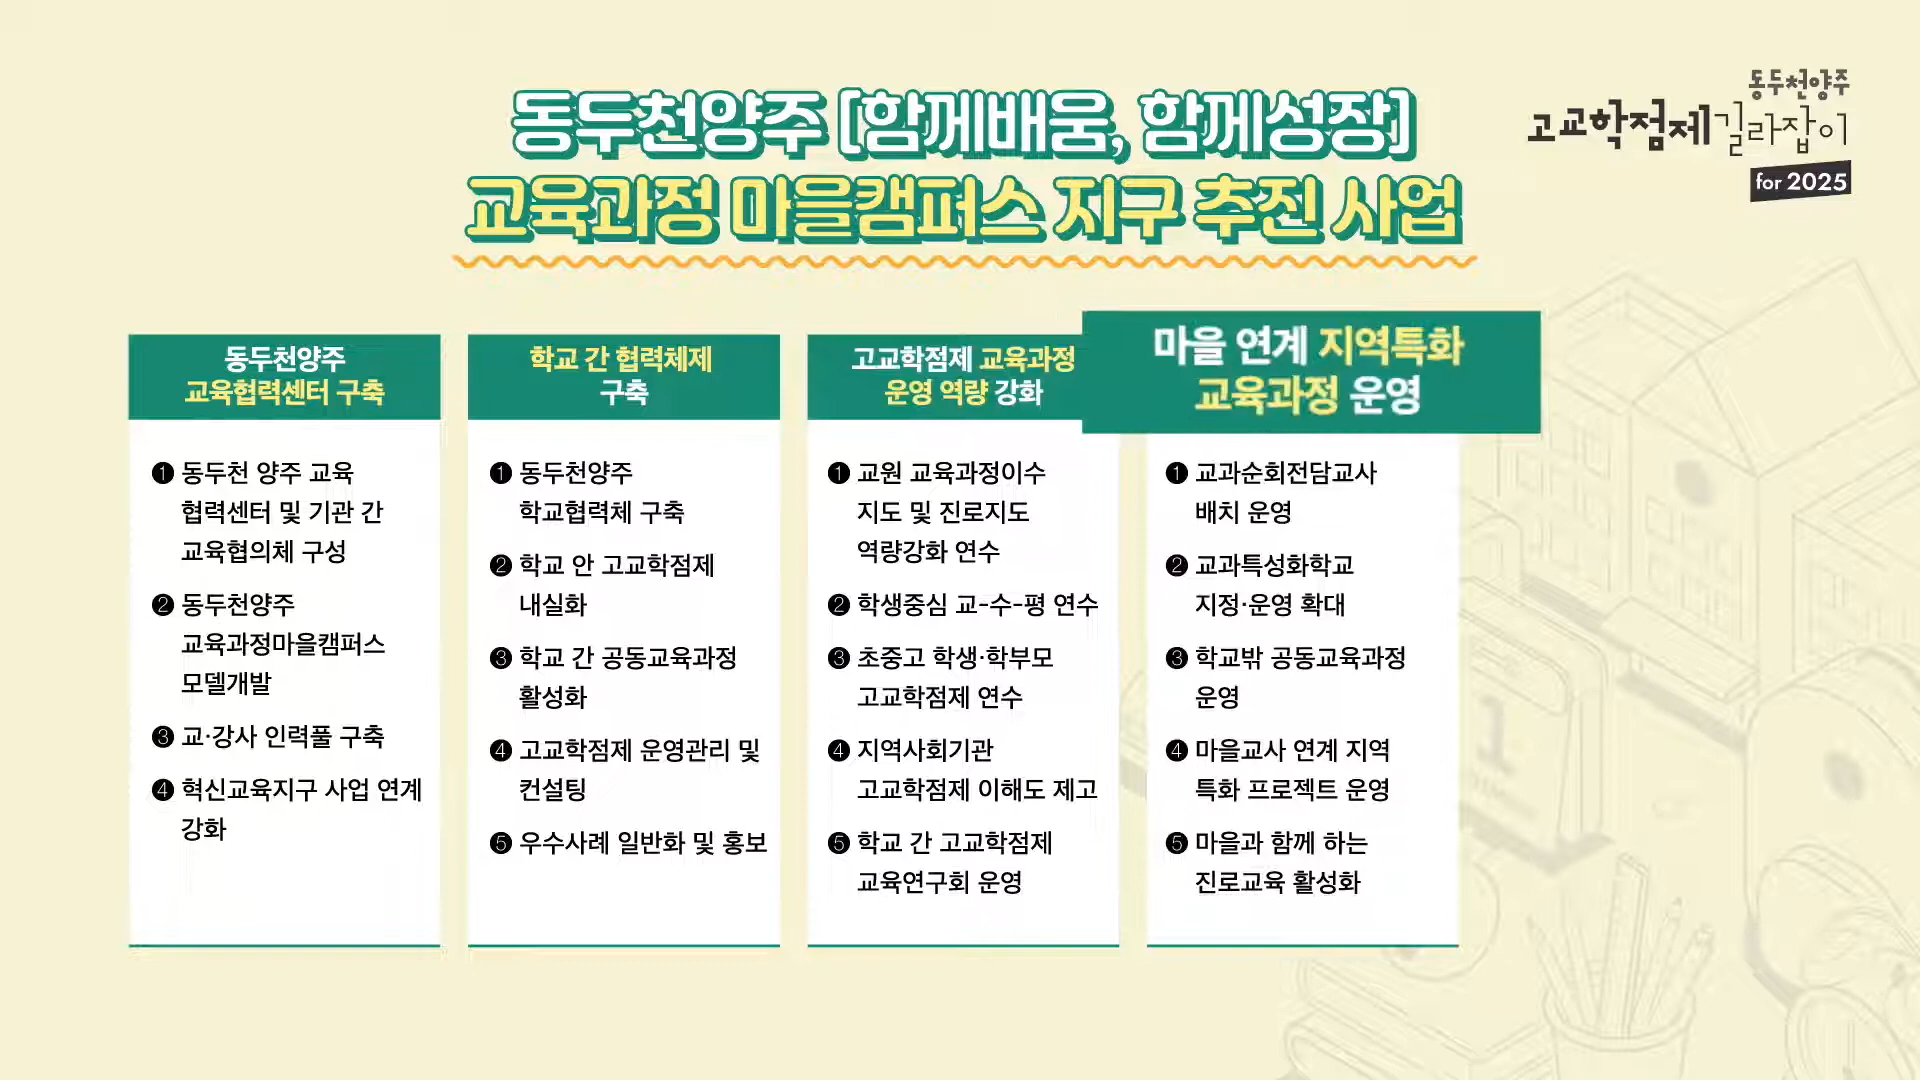 동두천양주 [함께배움, 함께성장]
교육과정 마을캠퍼스 지구 추진 사업
동두천양주
고교학점제길라잡이
for 2025
동두천양주
교육협력센터 구축
❶ 동두천 양주 교육
협력센터 및 기관 간
교육협의체 구성
❷ 동두천양주
교육과정마을캠퍼스
모델개발
❸ 교·강사 인력풀 구축
❹ 혁신교육지구 사업 연계
강화
학교 간 협력체제
구축
❶ 동두천양주
학교협력체 구축
❷ 학교 안 고교학점제
내실화
❸ 학교 간 공동교육과정
활성화
❹ 고교학점제 운영관리 및
컨설팅
❺ 우수사례 일반화 및 홍보
고교학점제 교육과정
운영 역량 강화
❶ 교원 교육과정이수
지도 및 진로지도
역량강화 연수
❷ 학생중심 교-수-평 연수
❸ 초중고 학생·학부모
고교학점제 연수
❹ 지역사회기관
고교학점제 이해도 제고
❺ 학교 간 고교학점제
교육연구회 운영
마을 연계 지역특화
교육과정 운영
❶ 교과순회전담교사
배치 운영
❷ 교과특성화학교
지정·운영 확대
❸ 학교밖 공동교육과정
운영
❹ 마을교사 연계 지역
특화 프로젝트 운영
❺ 마을과 함께 하는
진로교육 활성화
1